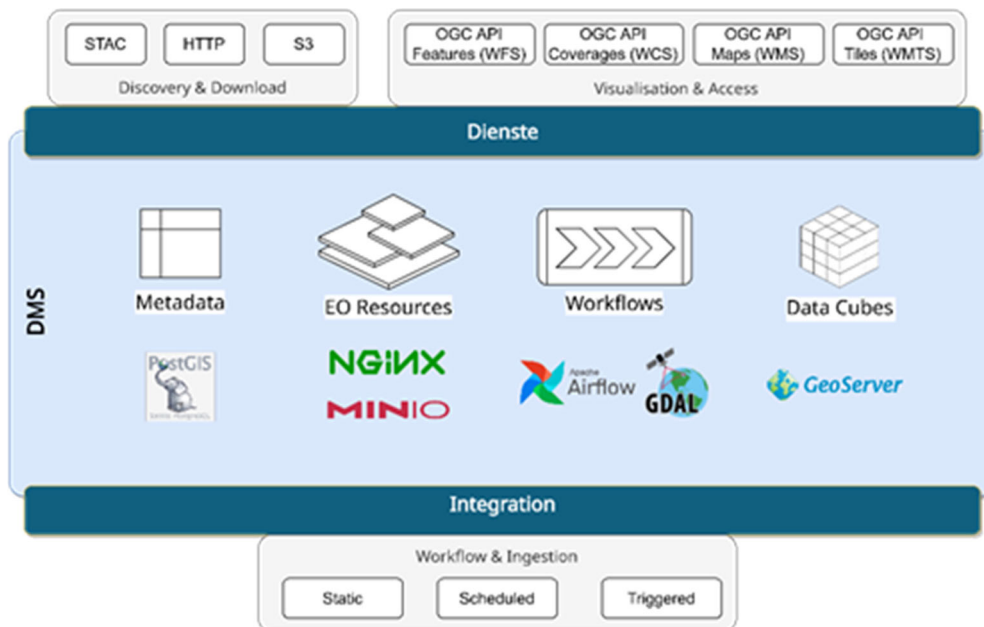 STAC
HTTP
S3
Discovery & Download
OGC API
Features (WFS)
OGC API
Coverages (WCS)
OGC API
Maps (WMS)
OGC API
Tiles (WMTS)
Visualisation & Access
Dienste
DMS
Metadata
EO Resources
Workflows
Data Cubes
PostGIS
NGINX
MINIO
Apache
Airflow
GDAL
GeoServer
Integration
Workflow & Ingestion
Static
Scheduled
Triggered